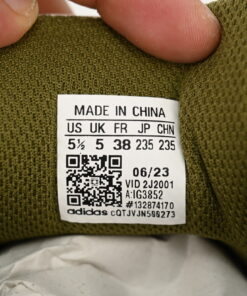 MADE IN CHINA
US UK FR JP CHN
5½ 5 38 235 235
06/23
VID 2J2001
A:IG3852
#132874170
adidas CQTJVJN586273